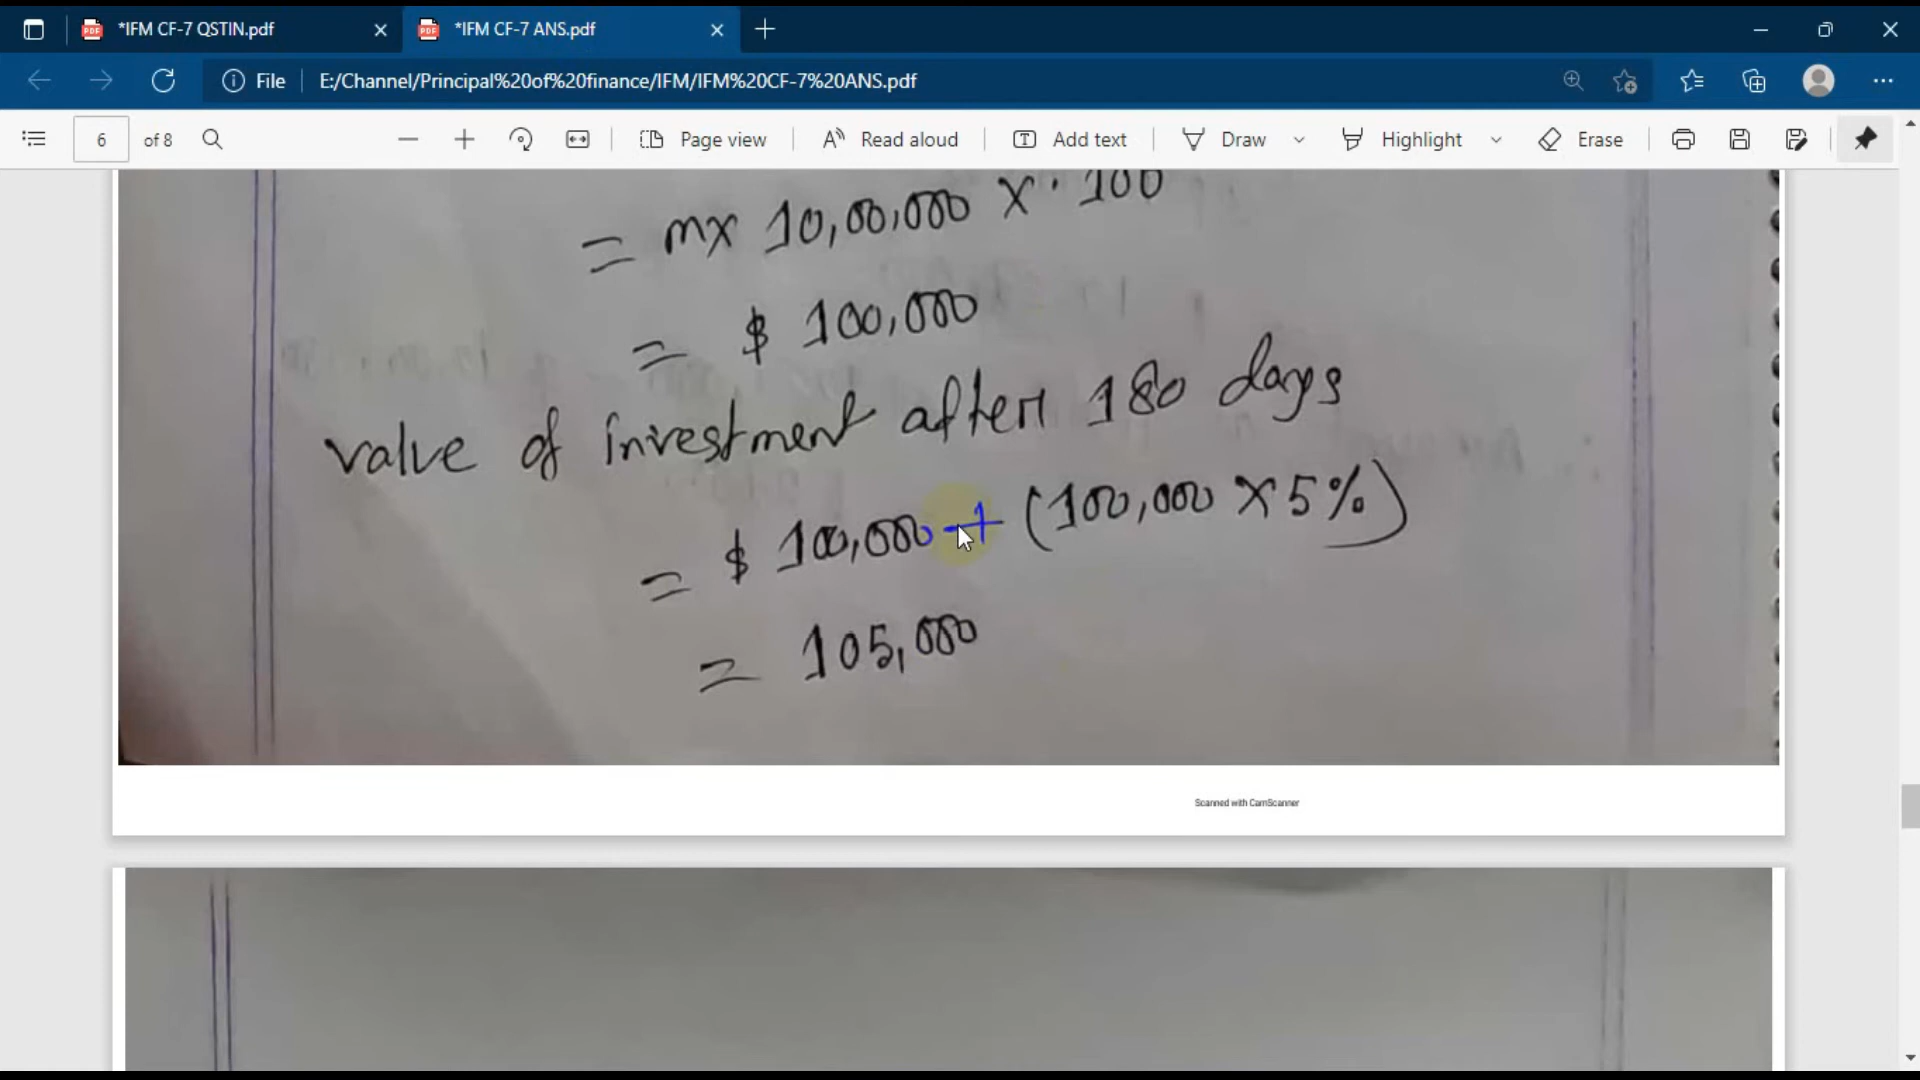 *IFM CF-7 QSTIN.pdf
*IFM CF-7 ANS.pdf
File
E:/Channel/Principal%20of%20finance/IFM/IFM%20CF-7%20ANS.pdf
6 of 8
Page view
Read aloud
Add text
Draw
Highlight
Erase
= mx 10,00,000 x .100
= $ 100,000
value of investment after 180 days
= $ 100,000 + (100,000 x 5%)
= 105,000
Scanned with CamScanner